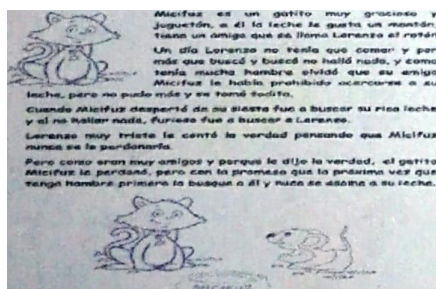 Micifuz es un gatito muy gracioso y
juguetón, a él la leche le gusta un montón,
tiene un amigo que se llama Lorenzo el ratón.
Un día Lorenzo no tenía que comer y por
más que buscó y buscó no halló nada, y como
tenía mucha hambre olvidó que su amigo
Micifuz le había prohibido acercarse a su
leche, pero no pudo más y se tomó todita.
Cuando Micifuz despertó de su siesta fue a buscar su rica leche
y al no hallar nada, furioso fue a buscar a Lorenzo.
Lorenzo muy triste le contó la verdad pensando que Micifuz
nunca se lo perdonaría.
Pero como eran muy amigos y porque le dijo la verdad, el gatito
Micifuz le perdonó, pero con la promesa que la próxima vez que
tenga hambre primero lo busque a él y nuca se asome a su leche.